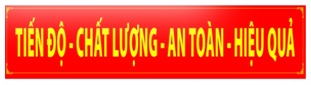 TIẾN ĐỘ - CHẤT LƯỢNG - AN TOÀN - HIỆU QUẢ